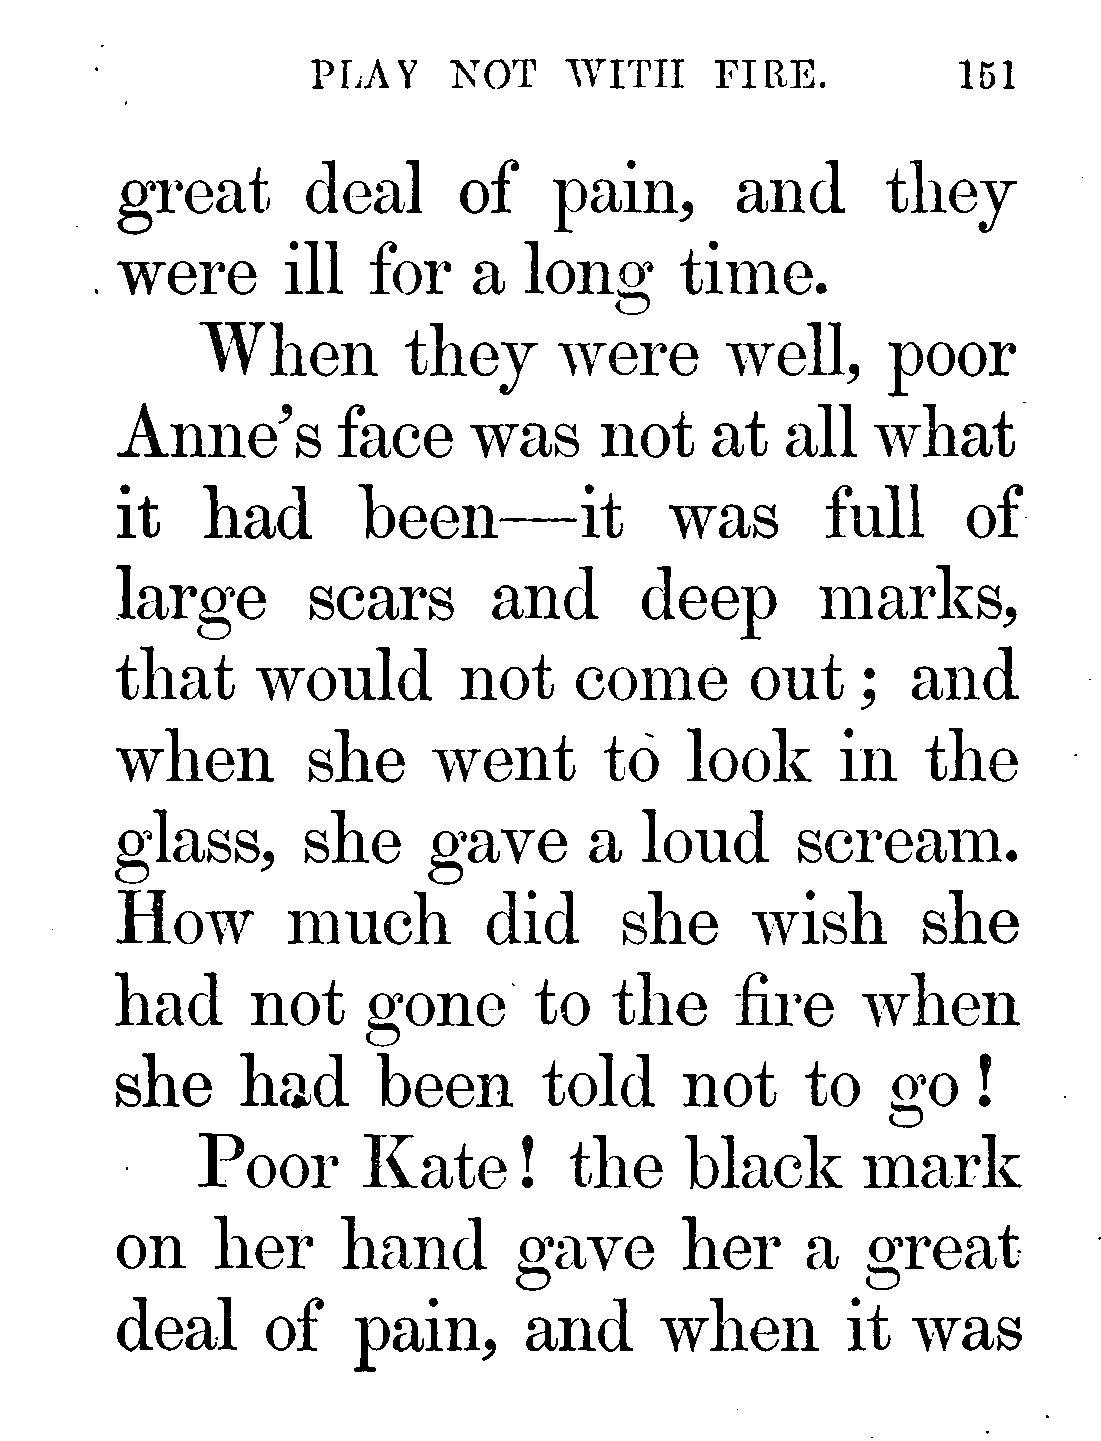 PLAY NOT WITH FIRE. 151
great deal of pain, and they
were ill for a long time.
When they were well, poor
Anne's face was not at all what
it had been—it was full of
large scars and deep marks,
that would not come out; and
when she went to look in the
glass, she gave a loud scream.
How much did she wish she
had not gone to the fire when
she had been told not to go!
Poor Kate! the black mark
on her hand gave her a great
deal of pain, and when it was